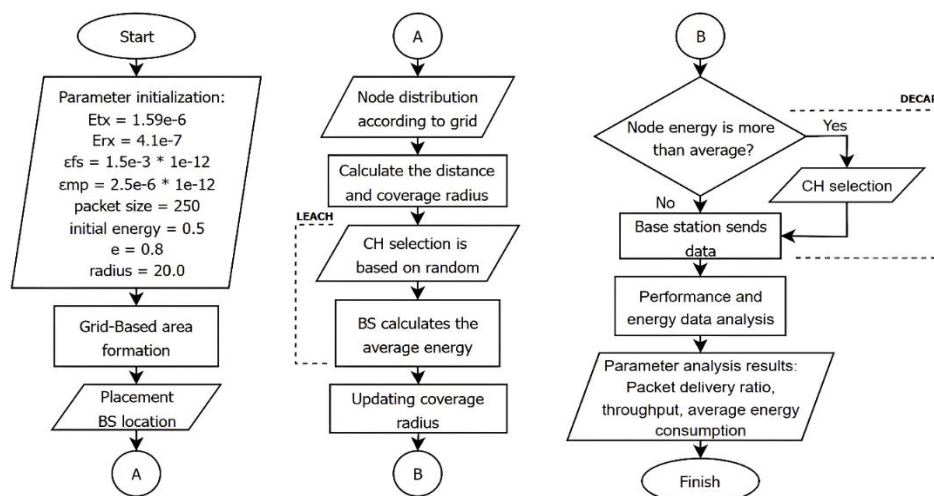 Start
Parameter initialization:
Etx = 1.59e-6
Erx = 4.1e-7
εfs = 1.5e-3 * 1e-12
εmp = 2.5e-6 * 1e-12
packet size = 250
initial energy = 0.5
e = 0.8
radius = 20.0
Grid-Based area
formation
Placement
BS location
A
A
Node distribution
according to grid
Calculate the distance
and coverage radius
LEACH
CH selection is
based on random
BS calculates the
average energy
Updating coverage
radius
B
B
DECAR
Node energy is more
than average?
Yes
CH selection
No
Base station sends
data
Performance and
energy data analysis
Parameter analysis results:
Packet delivery ratio,
throughput, average energy
consumption
Finish